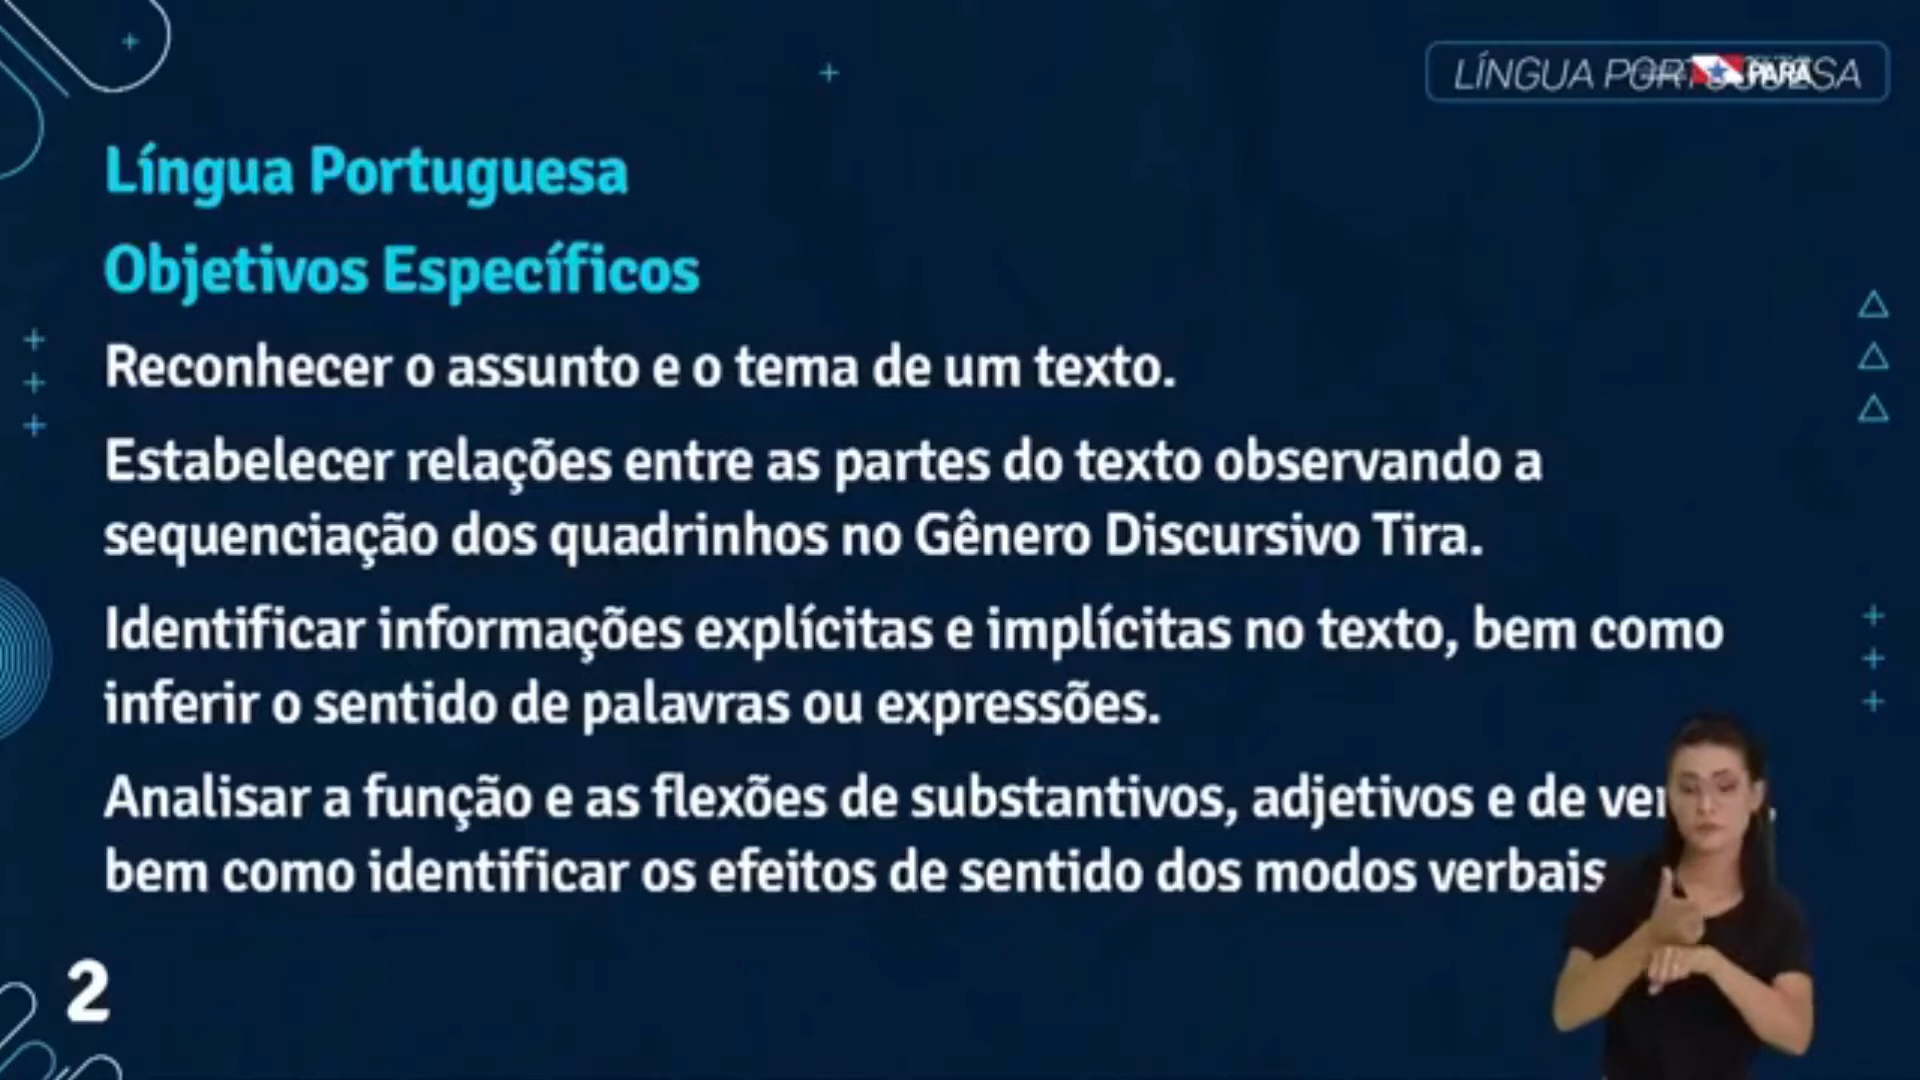 LÍNGUA PORTUGUESA
PARÁ
Língua Portuguesa
Objetivos Específicos
Reconhecer o assunto e o tema de um texto.
Estabelecer relações entre as partes do texto observando a
sequenciação dos quadrinhos no Gênero Discursivo Tira.
Identificar informações explícitas e implícitas no texto, bem como
inferir o sentido de palavras ou expressões.
Analisar a função e as flexões de substantivos, adjetivos e de
bem como identificar os efeitos de sentido dos modos verbais
2